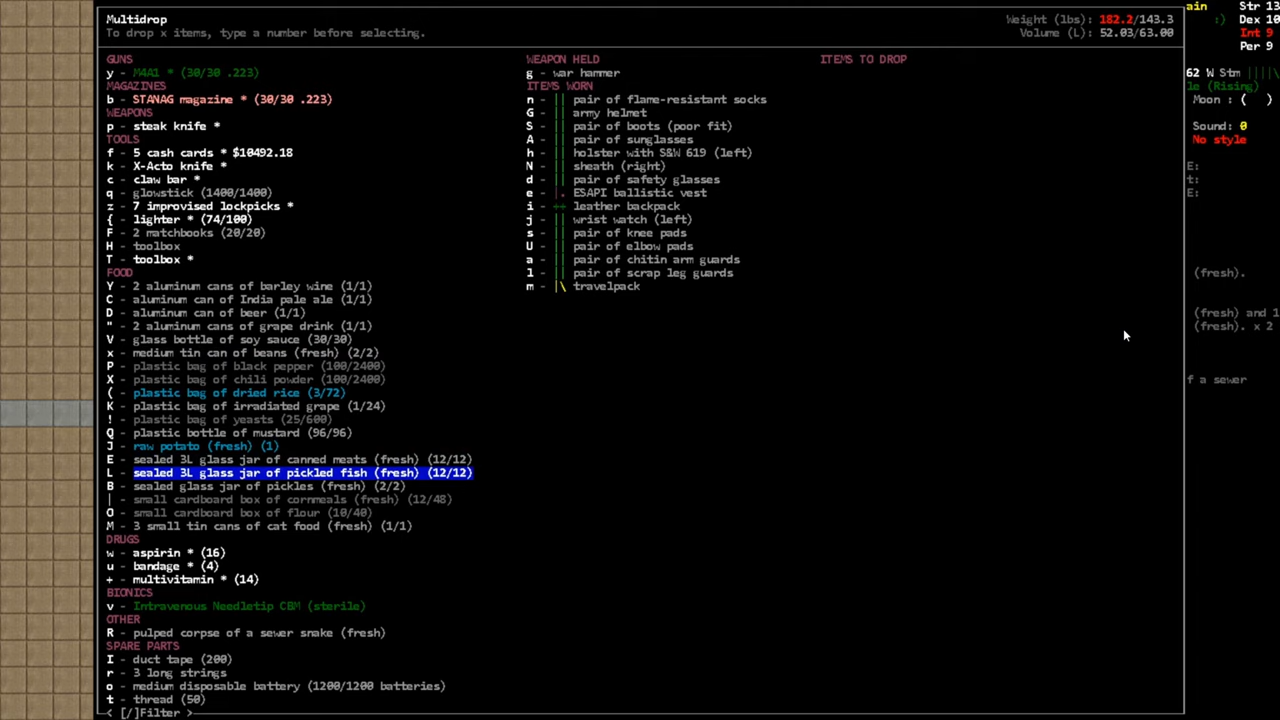 Multidrop
To drop x items, type a number before selecting.
Weight (lbs): 182.2/143.3
Volume (L): 52.03/63.00
GUNS
y - M4A1 * (30/30 .223)
MAGAZINES
b - STANAG magazine * (30/30 .223)
WEAPONS
p - steak knife *
TOOLS
f - 5 cash cards * $10492.18
k - X-Acto knife *
c - claw bar *
q - glowstick (1400/1400)
z - 7 improvised lockpicks *
{ - lighter * (74/100)
F - 2 matchbooks (20/20)
H - toolbox
T - toolbox *
FOOD
Y - 2 aluminum cans of barley wine (1/1)
C - aluminum can of India pale ale (1/1)
D - aluminum can of beer (1/1)
" - 2 aluminum cans of grape drink (1/1)
V - glass bottle of soy sauce (30/30)
x - medium tin can of beans (fresh) (2/2)
P - plastic bag of black pepper (100/2400)
X - plastic bag of chili powder (100/2400)
( - plastic bag of dried rice (3/72)
K - plastic bag of irradiated grape (1/24)
! - plastic bag of yeasts (25/600)
Q - plastic bottle of mustard (96/96)
J - raw potato (fresh) (1)
E - sealed 3L glass jar of canned meats (fresh) (12/12)
L - sealed 3L glass jar of pickled fish (fresh) (12/12)
B - sealed glass jar of pickles (fresh) (2/2)
| - small cardboard box of cornmeals (fresh) (12/48)
O - small cardboard box of flour (10/40)
M - 3 small tin cans of cat food (fresh) (1/1)
DRUGS
w - aspirin * (16)
u - bandage * (4)
+ - multivitamin * (14)
BIONICS
v - Intravenous Needletip CBM (sterile)
OTHER
R - pulped corpse of a sewer snake (fresh)
SPARE PARTS
I - duct tape (200)
r - 3 long strings
o - medium disposable battery (1200/1200 batteries)
t - thread (50)
< [/]Filter >
WEAPON HELD
g - war hammer
ITEMS WORN
n - || pair of flame-resistant socks
G - || army helmet
S - || pair of boots (poor fit)
A - || pair of sunglasses
h - || holster with S&W 619 (left)
N - || sheath (right)
d - || pair of safety glasses
e - |. ESAPI ballistic vest
i - ++ leather backpack
j - || wrist watch (left)
s - || pair of knee pads
U - || pair of elbow pads
a - || pair of chitin arm guards
l - || pair of scrap leg guards
m - |\ travelpack
ITEMS TO DROP
ain
Str 13
:)
Dex 10
Int 9
Per 9
62 W Stm ||||\
le (Rising)
Moon : ( )
Sound: 0
No style
E:
t:
E:
(fresh).
(fresh) and 1
(fresh). x 2
f a sewer